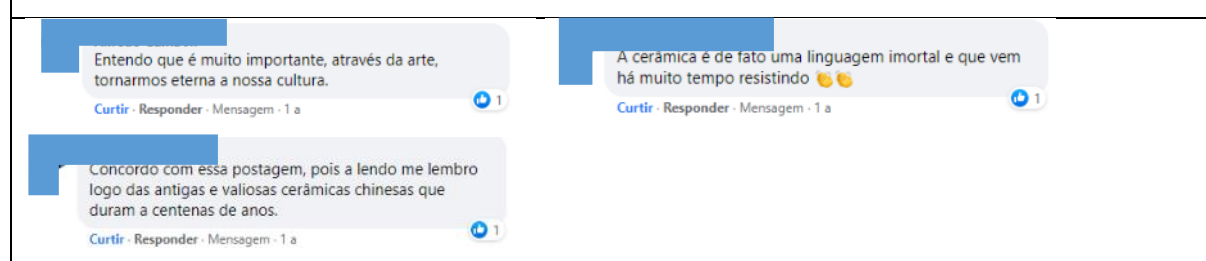 Entendo que é muito importante, através da arte,
tornarmos eterna a nossa cultura.
Curtir · Responder · Mensagem · 1 a
1
A cerâmica é de fato uma linguagem imortal e que vem
há muito tempo resistindo 👏👏
Curtir · Responder · Mensagem · 1 a
1
Concordo com essa postagem, pois a lendo me lembro
logo das antigas e valiosas cerâmicas chinesas que
duram a centenas de anos.
Curtir · Responder · Mensagem · 1 a
1